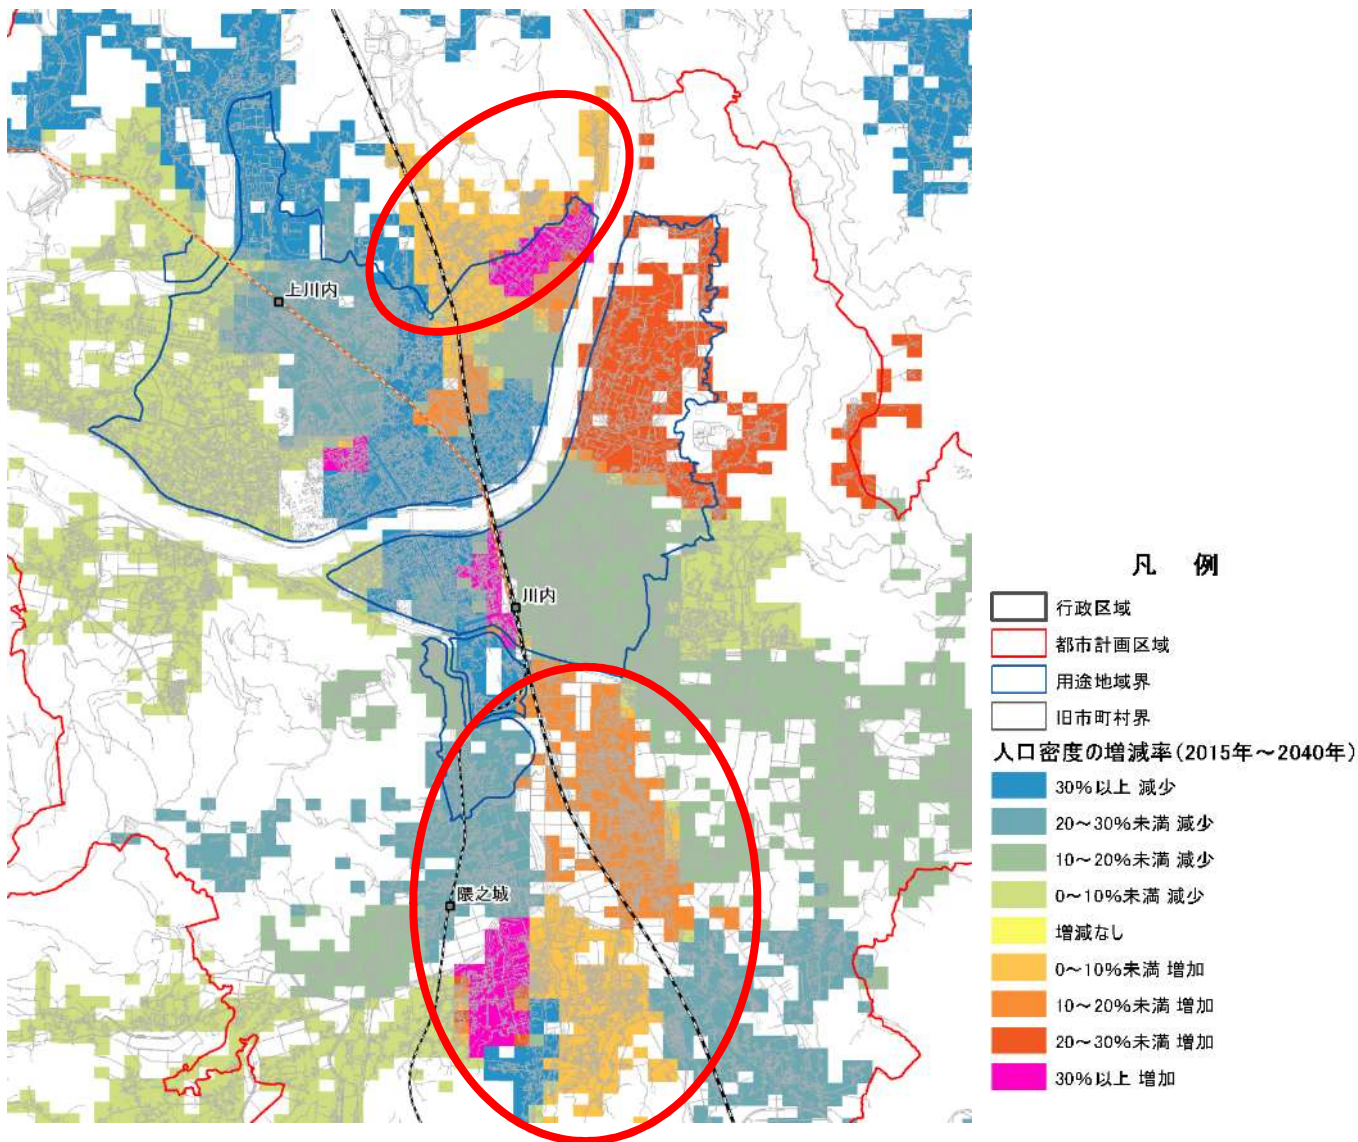 上川内
川内
隈之城
凡 例
行政区域
都市計画区域
用途地域界
旧市町村界
人口密度の増減率(2015年~2040年)
30%以上 減少
20~30%未満 減少
10~20%未満 減少
0~10%未満 減少
増減なし
0~10%未満 増加
10~20%未満 増加
20~30%未満 増加
30%以上 増加